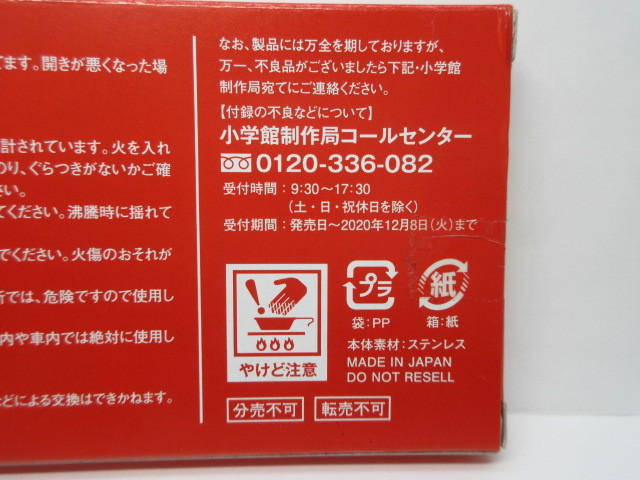 てます。開きが悪くなった場
計されています。火を入れ
のり、ぐらつきがないかご確
さい。
てください。沸騰時に揺れて
でください。火傷のおそれが
所では、危険ですので使用し
内や車内では絶対に使用し
などによる交換はできかねます。
なお、製品には万全を期しておりますが、
万一、不良品がございましたら下記・小学館
制作局宛てにご連絡ください。
【付録の不良などについて】
小学館制作局コールセンター
0120-336-082
受付時間：9:30〜17:30
（土・日・祝休日を除く）
受付期間：発売日〜2020年12月8日（火）まで
やけど注意
プラ
袋：PP
紙
箱：紙
本体素材：ステンレス
MADE IN JAPAN
DO NOT RESELL
分売不可
転売不可